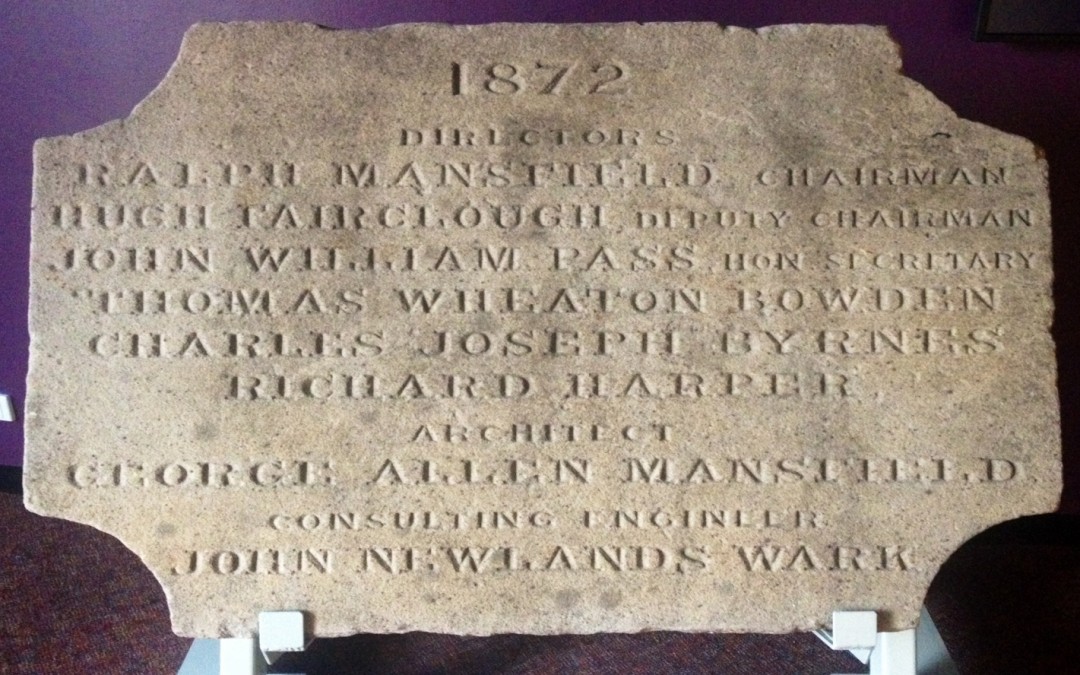 1872
DIRECTORS
RALPH MANSFIELD, CHAIRMAN
HUGH FAIRCLOUGH, DEPUTY CHAIRMAN
JOHN WILLIAM PASS, HON SECRETARY
THOMAS WHEATON BOWDEN
CHARLES JOSEPH BYRNES
RICHARD HARPER,
ARCHITECT
GEORGE ALLEN MANSFIELD
CONSULTING ENGINEER
JOHN NEWLANDS WARK